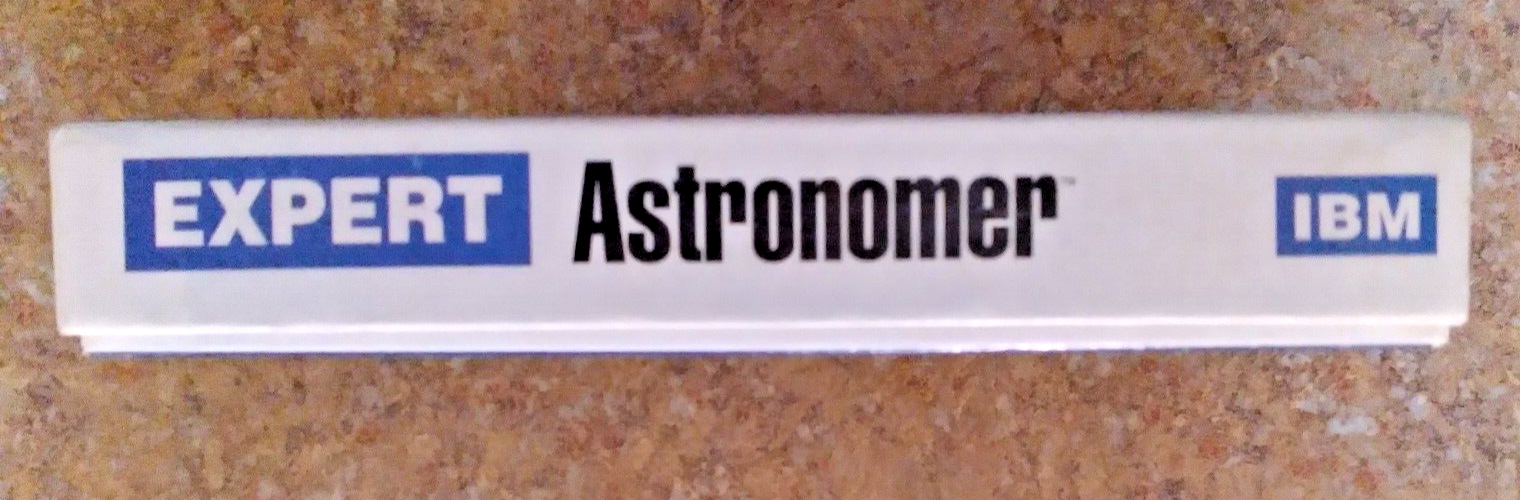 EXPERT Astronomer™ IBM